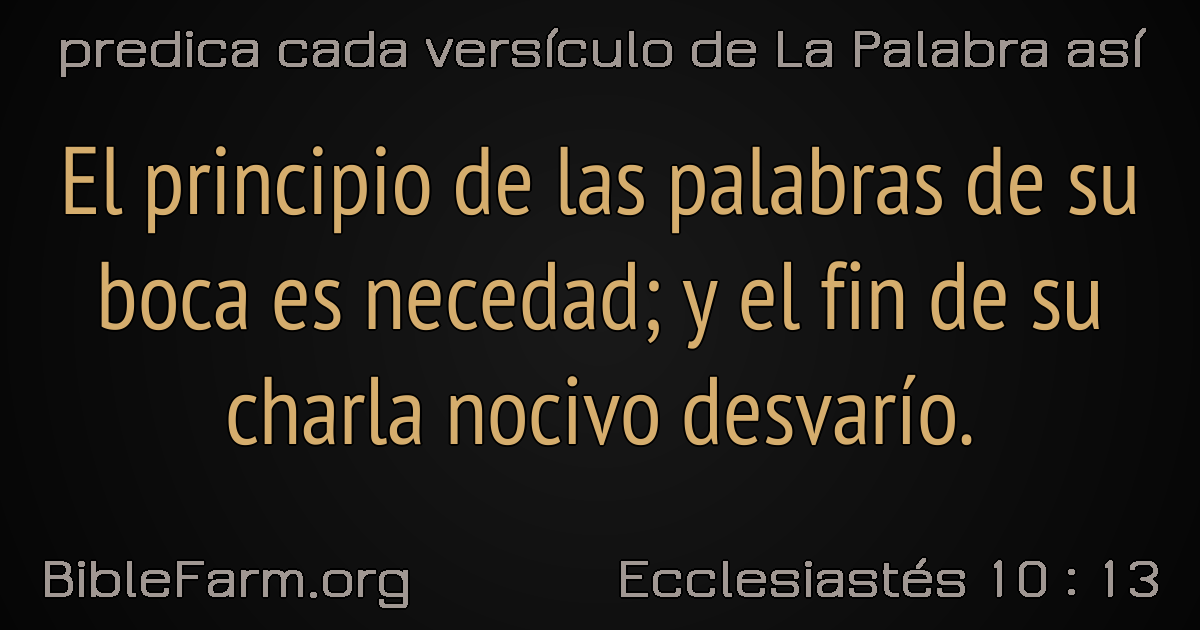 predica cada versículo de La Palabra así
El principio de las palabras de su
boca es necedad; y el fin de su
charla nocivo desvarío.
BibleFarm.org
Ecclesiastés 10 : 13